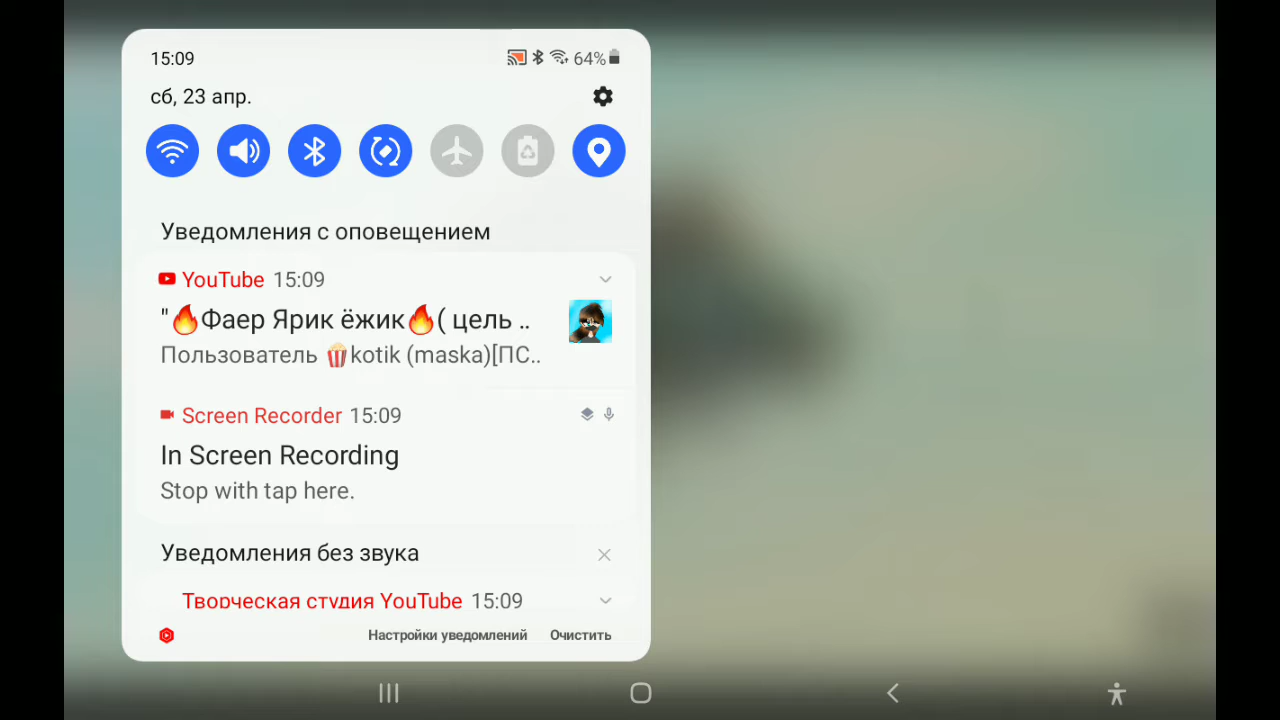 15:09 64%
сб, 23 апр.
Уведомления с оповещением
YouTube 15:09
"🔥Фаер Ярик ёжик🔥( цель ..
Пользователь 🍿kotik (maska)[ПС..
Screen Recorder 15:09
In Screen Recording
Stop with tap here.
Уведомления без звука
Творческая студия YouTube 15:09
Настройки уведомлений Очистить